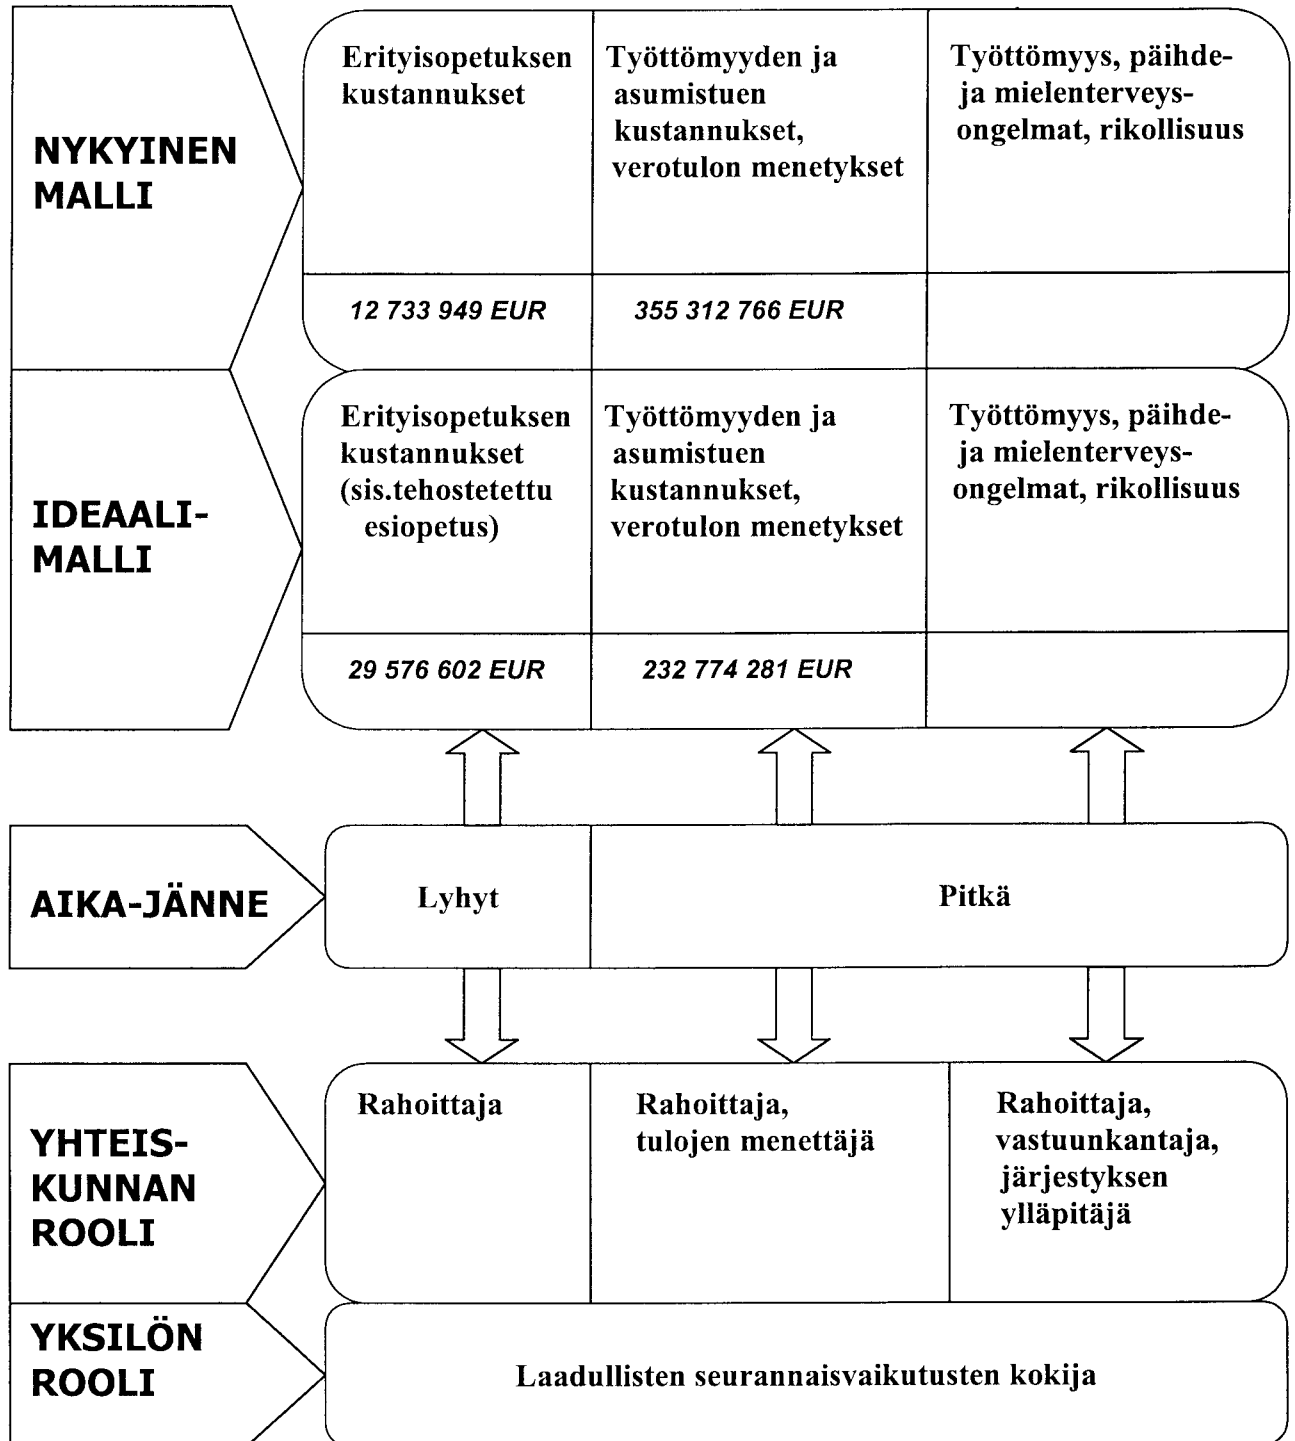 NYKYINEN
MALLI
Erityisopetuksen
kustannukset
Työttömyyden ja
asumistuen
kustannukset,
verotulon menetykset
Työttömyys, päihde-
ja mielenterveys-
ongelmat, rikollisuus
12 733 949 EUR
355 312 766 EUR
IDEAALI-
MALLI
Erityisopetuksen
kustannukset
(sis.tehostetettu
esiopetus)
Työttömyyden ja
asumistuen
kustannukset,
verotulon menetykset
Työttömyys, päihde-
ja mielenterveys-
ongelmat, rikollisuus
29 576 602 EUR
232 774 281 EUR
AIKA-JÄNNE
Lyhyt
Pitkä
YHTEIS-
KUNNAN
ROOLI
Rahoittaja
Rahoittaja,
tulojen menettäjä
Rahoittaja,
vastuunkantaja,
järjestyksen
ylläpitäjä
YKSILÖN
ROOLI
Laadullisten seurannaisvaikutusten kokija